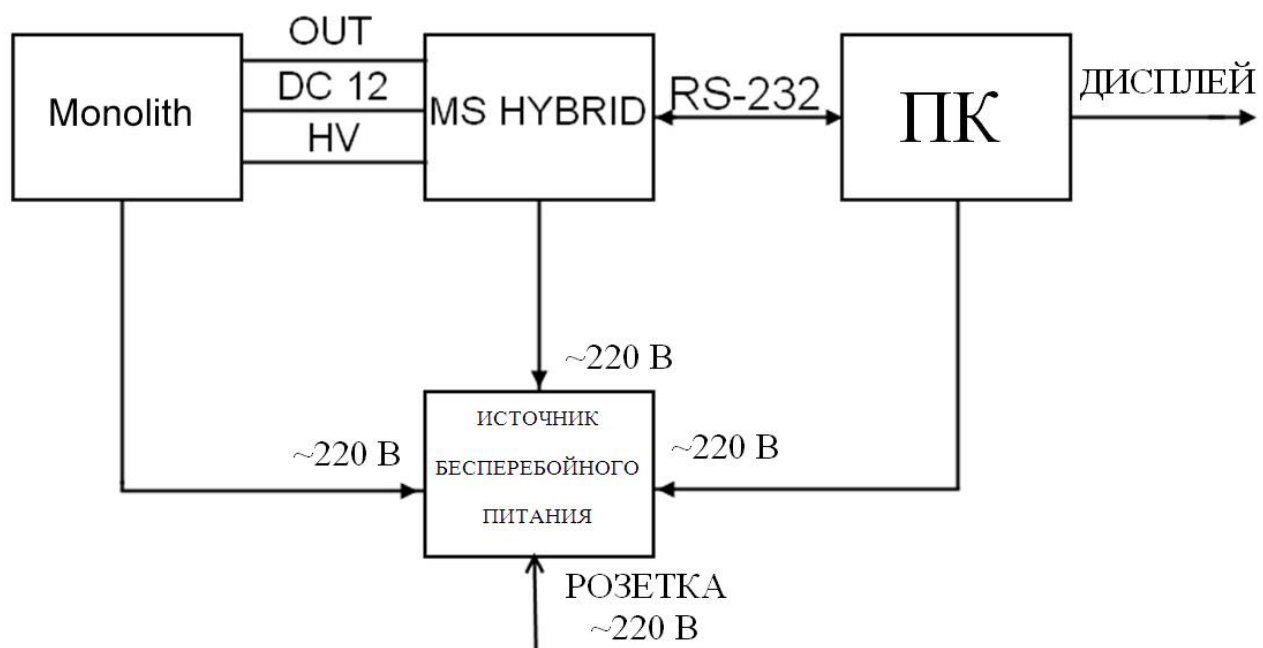 OUT
DC 12
HV
Monolith
MS HYBRID
RS-232
ПК
ДИСПЛЕЙ
~220 В
~220 В
~220 В
ИСТОЧНИК
БЕСПЕРЕБОЙНОГО
ПИТАНИЯ
РОЗЕТКА
~220 В